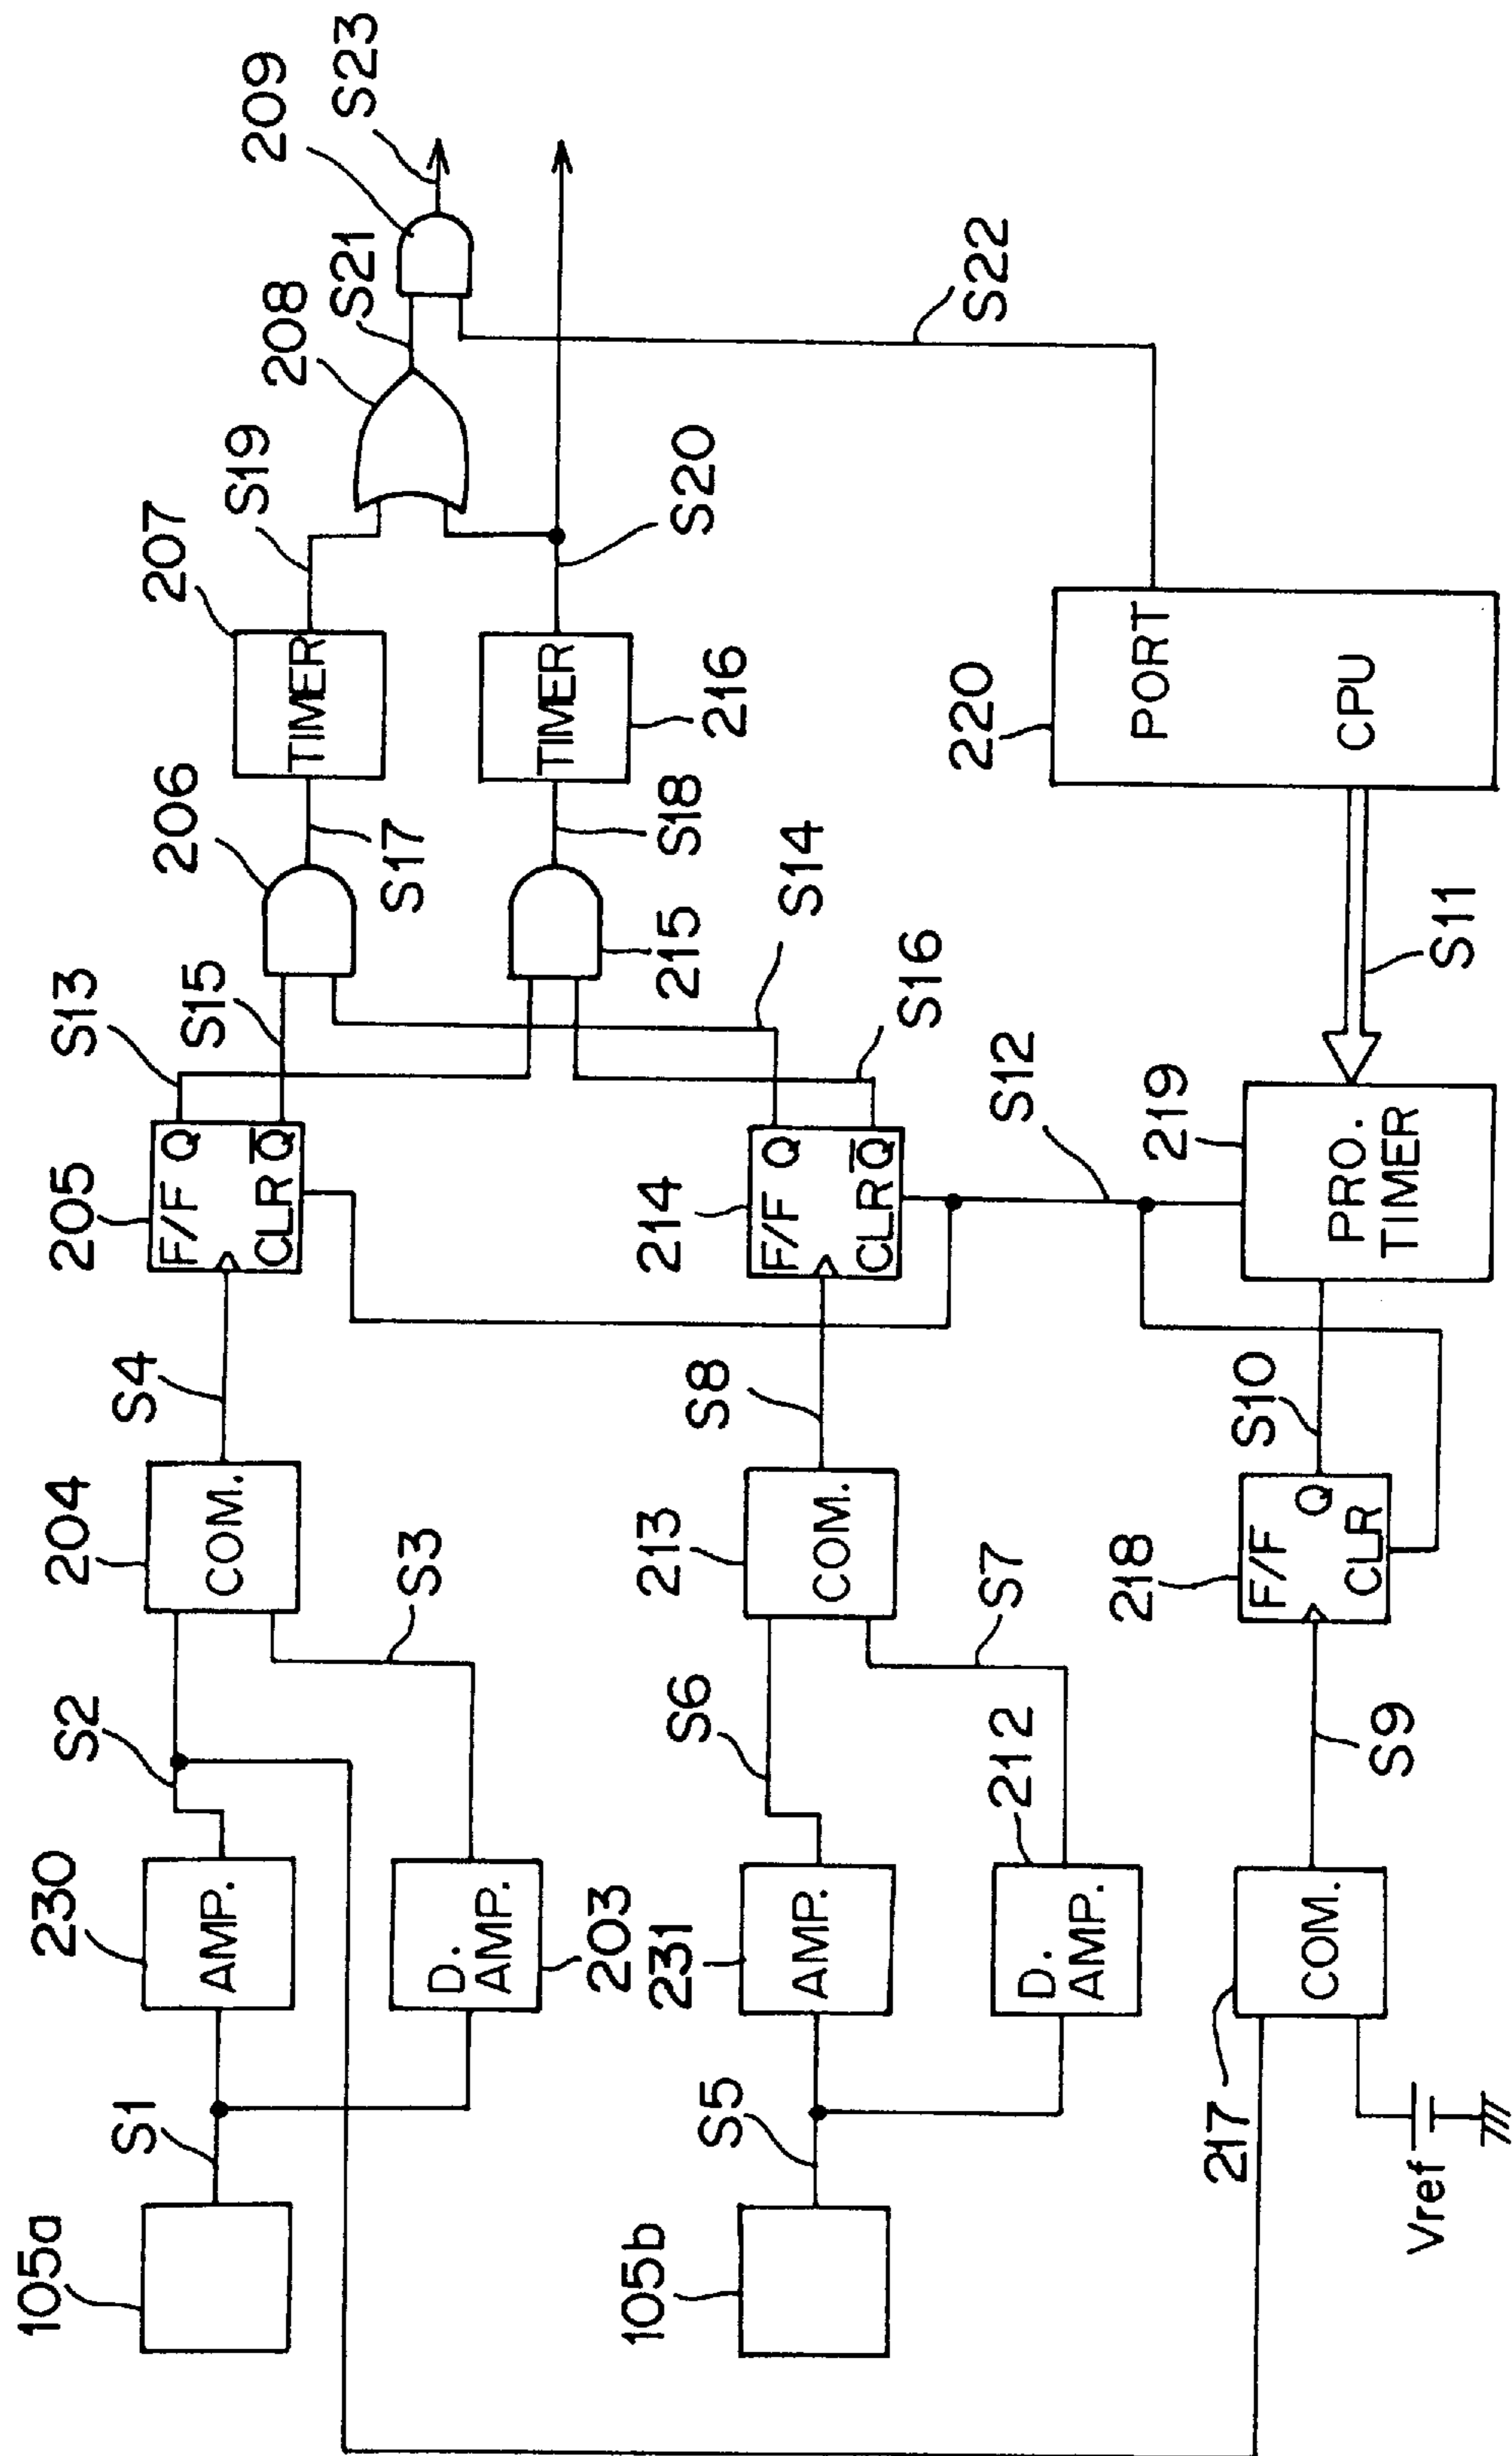 105a
S1
230
AMP.
S2
D.
AMP.
203
S3
204
COM.
S4
205
F/F Q
CLR Q̅
S13
S15
206
S17
207
TIMER
S19
208
S21
209
S23
105b
S5
231
AMP.
S6
D.
AMP.
212
S7
213
COM.
S8
214
F/F Q
CLR Q̅
S14
S16
215
S18
TIMER
216
S20
217
Vref
COM.
S9
218
F/F
Q
CLR
S10
S12
219
PRO.
TIMER
S11
220
PORT
CPU
S22